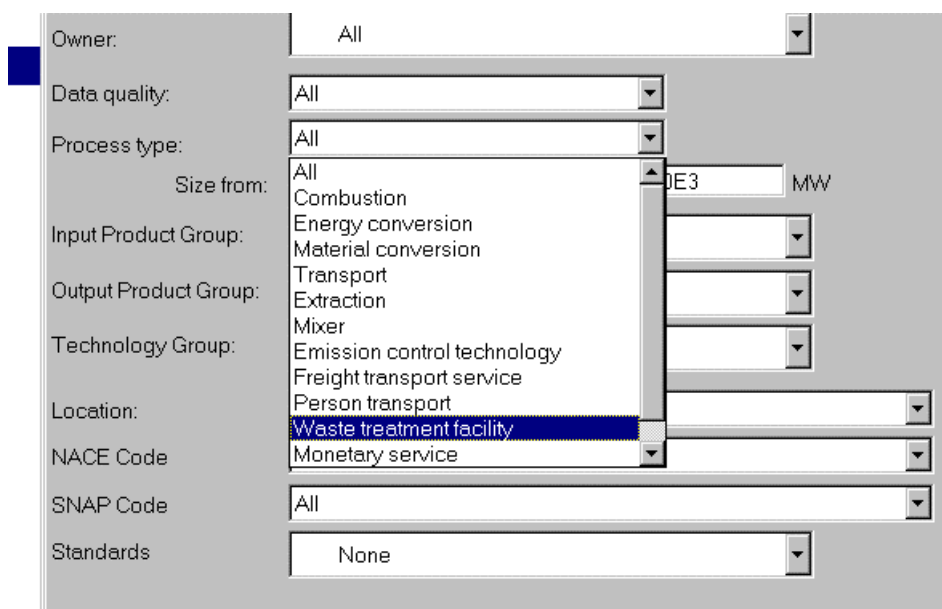 Owner: All
Data quality: All
Process type: All
All
Size from: 0E3 MW
Combustion
Energy conversion
Input Product Group:
Material conversion
Transport
Output Product Group:
Extraction
Mixer
Technology Group:
Emission control technology
Freight transport service
Person transport
Location:
Waste treatment facility
NACE Code
Monetary service
SNAP Code All
Standards None